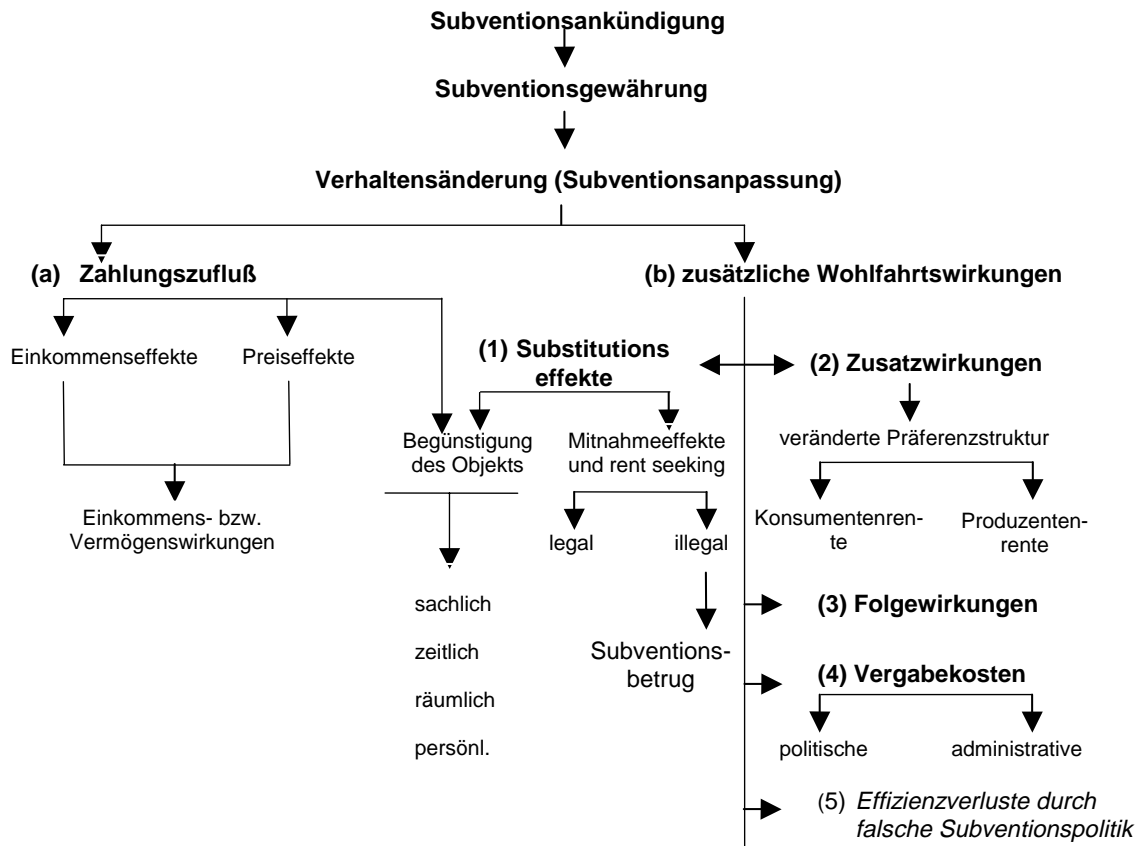 Subventionsankündigung
Subventionsgewährung
Verhaltensänderung (Subventionsanpassung)
(a) Zahlungszufluß
(b) zusätzliche Wohlfahrtswirkungen
Einkommenseffekte
Preiseffekte
(1) Substitutions
effekte
(2) Zusatzwirkungen
Begünstigung
des Objekts
Mitnahmeeffekte
und rent seeking
veränderte Präferenzstruktur
Einkommens- bzw.
Vermögenswirkungen
legal
illegal
Konsumentenren-
te
Produzenten-
rente
sachlich
zeitlich
räumlich
persönl.
Subventions-
betrug
(3) Folgewirkungen
(4) Vergabekosten
politische
administrative
(5) Effizienzverluste durch
falsche Subventionspolitik